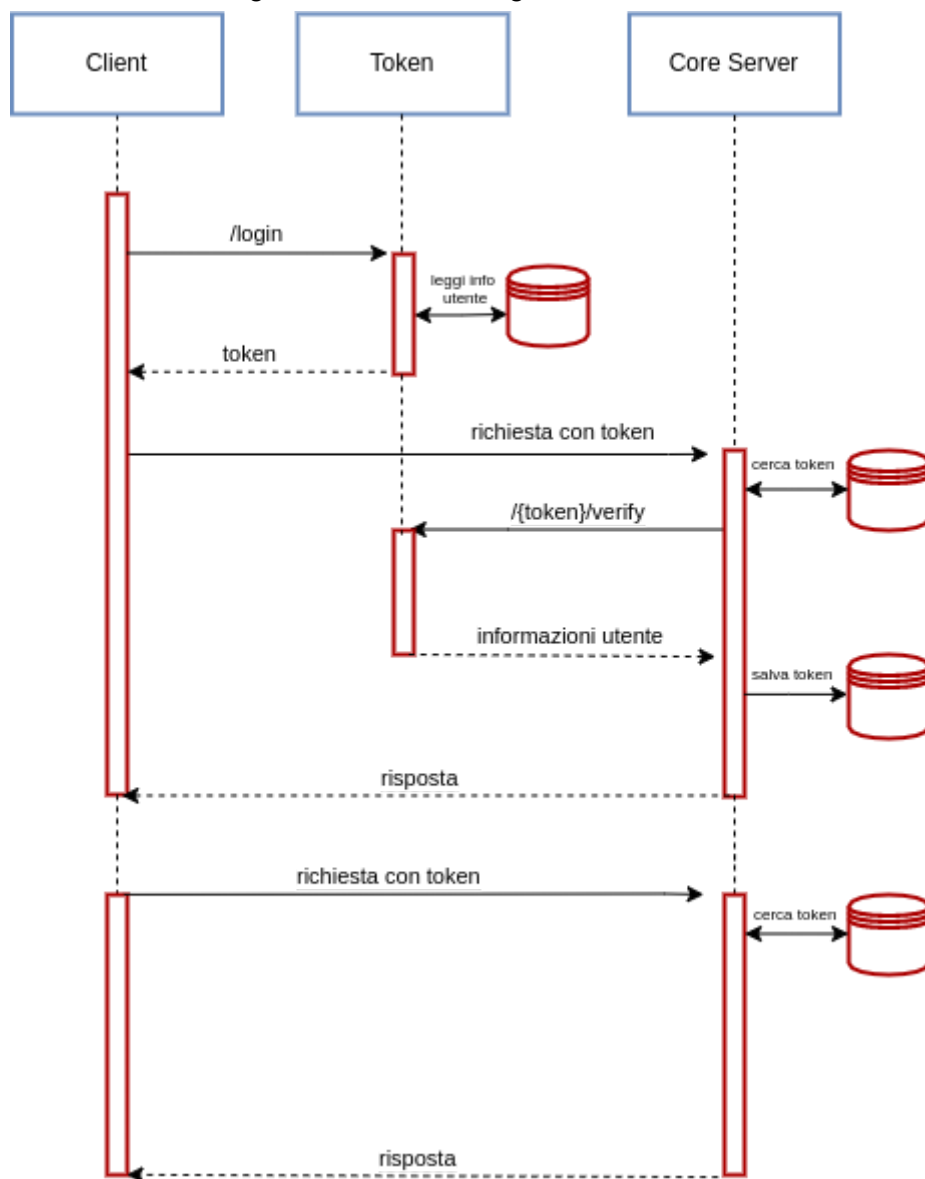 Client
Token
Core Server
/login
leggi info
utente
token
richiesta con token
cerca token
/{token}/verify
informazioni utente
salva token
risposta
richiesta con token
cerca token
risposta